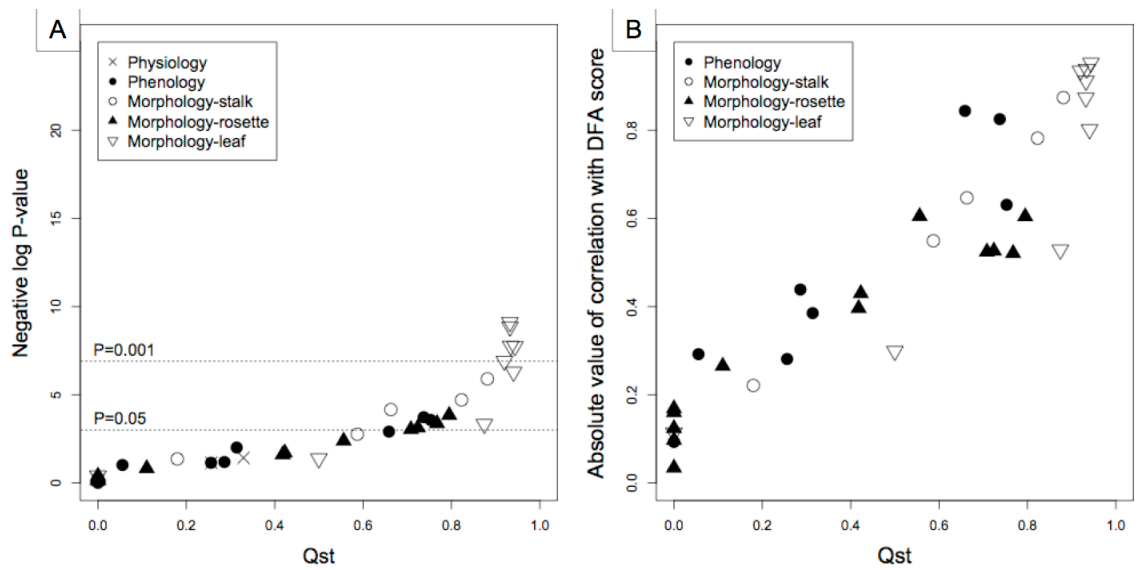 A
Physiology
Phenology
Morphology-stalk
Morphology-rosette
Morphology-leaf
Negative log P-value
0
5
10
15
20
P=0.001
P=0.05
0.0 0.2 0.4 0.6 0.8 1.0
Qst
B
Phenology
Morphology-stalk
Morphology-rosette
Morphology-leaf
Absolute value of correlation with DFA score
0.0
0.2
0.4
0.6
0.8
0.0 0.2 0.4 0.6 0.8 1.0
Qst